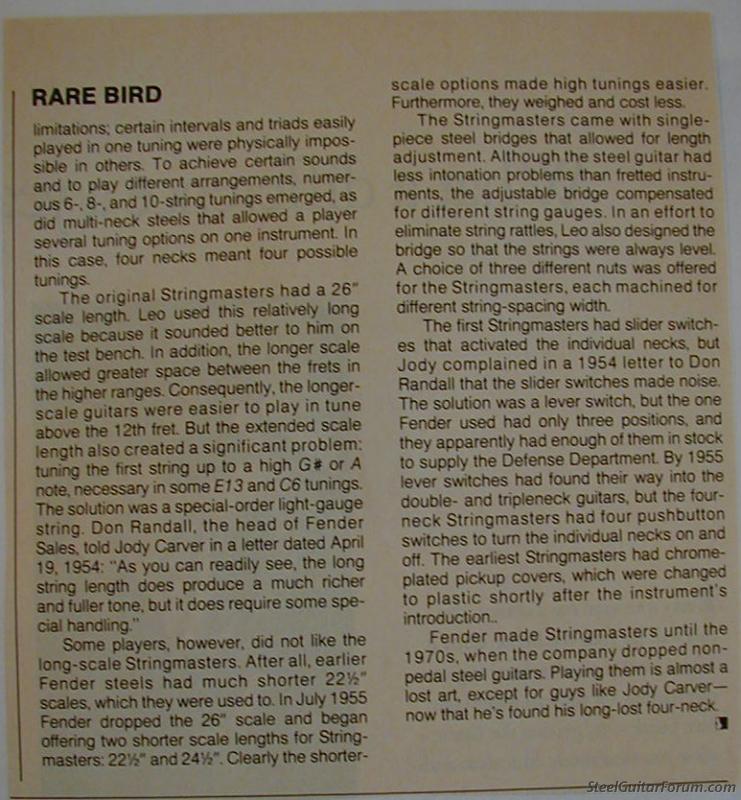 RARE BIRD
limitations; certain intervals and triads easily
played in one tuning were physically impos-
sible in others. To achieve certain sounds
and to play different arrangements, numer-
ous 6-, 8-, and 10-string tunings emerged, as
did multi-neck steels that allowed a player
several tuning options on one instrument. In
this case, four necks meant four possible
tunings.
The original Stringmasters had a 26"
scale length. Leo used this relatively long
scale because it sounded better to him on
the test bench. In addition, the longer scale
allowed greater space between the frets in
the higher ranges. Consequently, the longer-
scale guitars were easier to play in tune
above the 12th fret. But the extended scale
length also created a significant problem:
tuning the first string up to a high G# or A
note, necessary in some E13 and C6 tunings.
The solution was a special-order light-gauge
string. Don Randall, the head of Fender
Sales, told Jody Carver in a letter dated April
19, 1954: "As you can readily see, the long
string length does produce a much richer
and fuller tone, but it does require some spe-
cial handling."
Some players, however, did not like the
long-scale Stringmasters. After all, earlier
Fender steels had much shorter 22½"
scales, which they were used to. In July 1955
Fender dropped the 26" scale and began
offering two shorter scale lengths for String-
masters: 22½" and 24½". Clearly the shorter-
scale options made high tunings easier.
Furthermore, they weighed and cost less.
The Stringmasters came with single-
piece steel bridges that allowed for length
adjustment. Although the steel guitar had
less intonation problems than fretted instru-
ments, the adjustable bridge compensated
for different string gauges. In an effort to
eliminate string rattles, Leo also designed the
bridge so that the strings were always level.
A choice of three different nuts was offered
for the Stringmasters, each machined for
different string-spacing width.
The first Stringmasters had slider switch-
es that activated the individual necks, but
Jody complained in a 1954 letter to Don
Randall that the slider switches made noise.
The solution was a lever switch, but the one
Fender used had only three positions, and
they apparently had enough of them in stock
to supply the Defense Department. By 1955
lever switches had found their way into the
double- and tripleneck guitars, but the four-
neck Stringmasters had four pushbutton
switches to turn the individual necks on and
off. The earliest Stringmasters had chrome-
plated pickup covers, which were changed
to plastic shortly after the instrument's
introduction..
Fender made Stringmasters until the
1970s, when the company dropped non-
pedal steel guitars. Playing them is almost a
lost art, except for guys like Jody Carver—
now that he's found his long-lost four-neck.
SteelGuitarForum.com